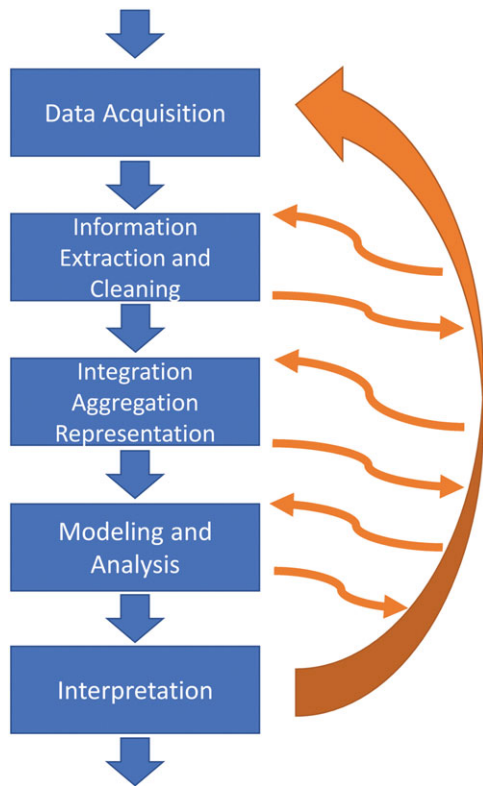 Data Acquisition
Information
Extraction and
Cleaning
Integration
Aggregation
Representation
Modeling and
Analysis
Interpretation